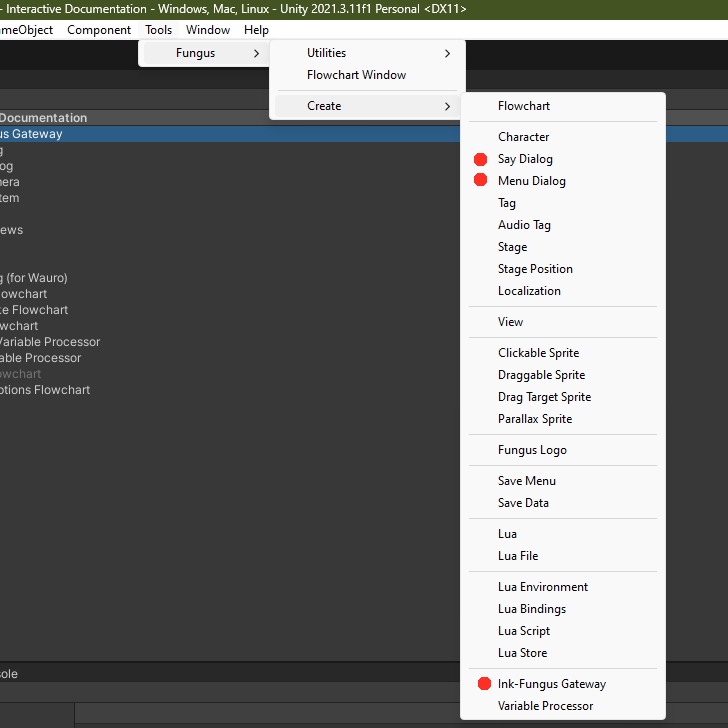 - Interactive Documentation - Windows, Mac, Linux - Unity 2021.3.11f1 Personal <DX11>
meObject Component Tools Window Help
Fungus
Utilities
Flowchart Window
Create
Flowchart
Character
Say Dialog
Menu Dialog
Tag
Audio Tag
Stage
Stage Position
Localization
View
Clickable Sprite
Draggable Sprite
Drag Target Sprite
Parallax Sprite
Fungus Logo
Save Menu
Save Data
Lua
Lua File
Lua Environment
Lua Bindings
Lua Script
Lua Store
Ink-Fungus Gateway
Variable Processor
Documentation
us Gateway
g
og
nera
tem
ews
g (for Wauro)
owchart
ke Flowchart
wchart
Variable Processor
able Processor
owchart
ptions Flowchart
sole